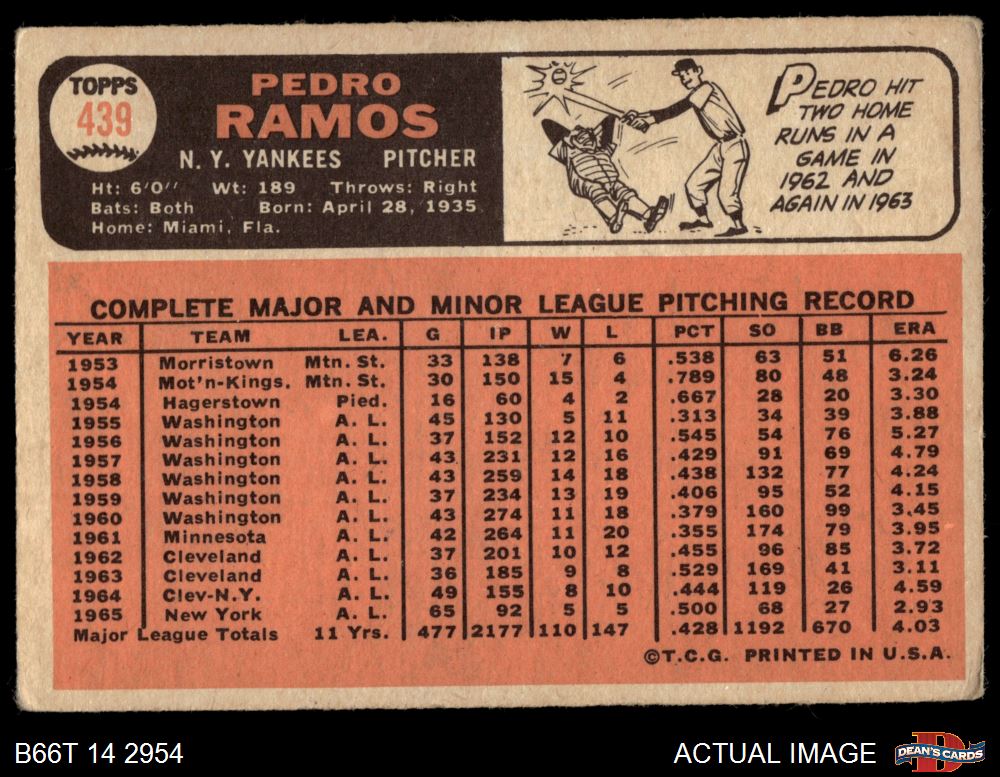 TOPPS
439
PEDRO
RAMOS
N. Y. YANKEES PITCHER
Ht: 6'0" Wt: 189 Throws: Right
Bats: Both Born: April 28, 1935
Home: Miami, Fla.
PEDRO HIT
TWO HOME
RUNS IN A
GAME IN
1962 AND
AGAIN IN 1963
COMPLETE MAJOR AND MINOR LEAGUE PITCHING RECORD
YEAR TEAM LEA. G IP W L PCT SO BB ERA
1953 Morristown Mtn. St. 33 138 7 6 .538 63 51 6.26
1954 Mot'n-Kings. Mtn. St. 30 150 15 4 .789 80 48 3.24
1954 Hagerstown Pied. 16 60 4 2 .667 28 20 3.30
1955 Washington A. L. 45 130 5 11 .313 34 39 3.88
1956 Washington A. L. 37 152 12 10 .545 54 76 5.27
1957 Washington A. L. 43 231 12 16 .429 91 69 4.79
1958 Washington A. L. 43 259 14 18 .438 132 77 4.24
1959 Washington A. L. 37 234 13 19 .406 95 52 4.15
1960 Washington A. L. 43 274 11 18 .379 160 99 3.45
1961 Minnesota A. L. 42 264 11 20 .355 174 79 3.95
1962 Cleveland A. L. 37 201 10 12 .455 96 85 3.72
1963 Cleveland A. L. 36 185 9 8 .529 169 41 3.11
1964 Clev-N.Y. A. L. 49 155 8 10 .444 119 26 4.59
1965 New York A. L. 65 92 5 5 .500 68 27 2.93
Major League Totals 11 Yrs. 477 2177 110 147 .428 1192 670 4.03
©T.C.G. PRINTED IN U.S.A.
B66T 14 2954
ACTUAL IMAGE
D
DEAN'S CARDS